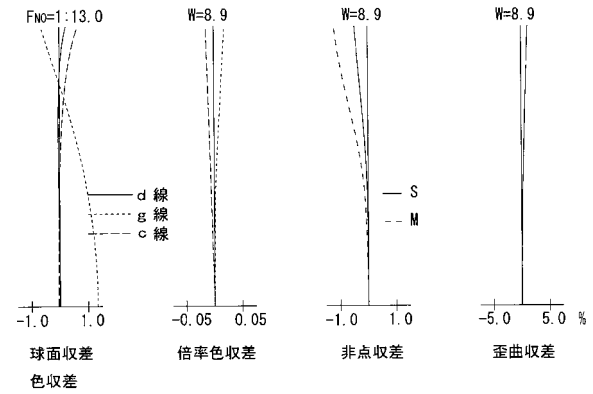 FNO=1:13.0
W=8.9
W=8.9
W=8.9
d 線
g 線
c 線
S
M
-1.0 1.0
-0.05 0.05
-1.0 1.0
-5.0 5.0 %
球面収差
色収差
倍率色収差
非点収差
歪曲収差